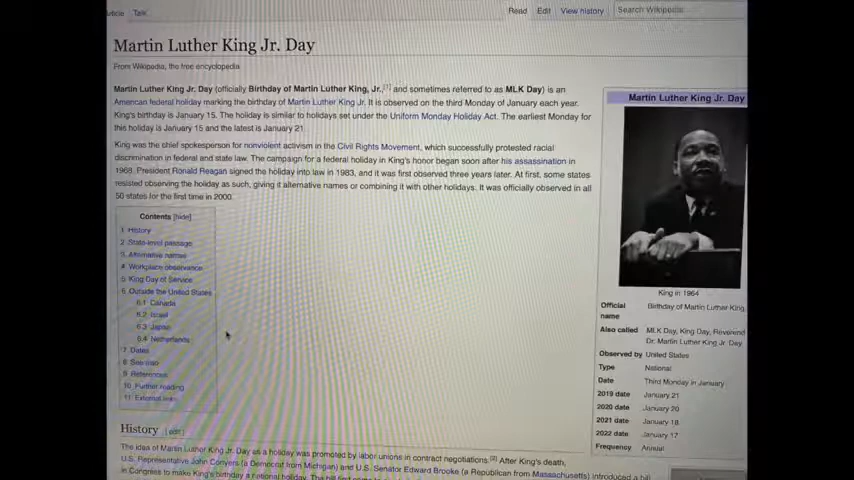 Talk
Read Edit View history Search Wikipedia
Martin Luther King Jr. Day
From Wikipedia, the free encyclopedia
Martin Luther King Jr. Day (officially Birthday of Martin Luther King, Jr.,[1] and sometimes referred to as MLK Day) is an
American federal holiday marking the birthday of Martin Luther King Jr. It is observed on the third Monday of January each year.
King's birthday is January 15. The holiday is similar to holidays set under the Uniform Monday Holiday Act. The earliest Monday for
this holiday is January 15 and the latest is January 21.
King was the chief spokesperson for nonviolent activism in the Civil Rights Movement, which successfully protested racial
discrimination in federal and state law. The campaign for a federal holiday in King's honor began soon after his assassination in
1968. President Ronald Reagan signed the holiday into law in 1983, and it was first observed three years later. At first, some states
resisted observing the holiday as such, giving it alternative names or combining it with other holidays. It was officially observed in all
50 states for the first time in 2000.
Contents [hide]
1 History
2 State-level passage
3 Alternative names
4 Workplace observance
5 King Day of Service
6 Outside the United States
6.1 Canada
6.2 Israel
6.3 Japan
6.4 Netherlands
7 Dates
8 See also
9 References
10 Further reading
11 External links
Martin Luther King Jr. Day
King in 1964
Official name Birthday of Martin Luther King
Also called MLK Day, King Day, Reverend
Dr. Martin Luther King Jr. Day
Observed by United States
Type National
Date Third Monday in January
2019 date January 21
2020 date January 20
2021 date January 18
2022 date January 17
Frequency Annual
History [edit]
The idea of Martin Luther King Jr. Day as a holiday was promoted by labor unions in contract negotiations.[2] After King's death,
U.S. Representative John Conyers (a Democrat from Michigan) and U.S. Senator Edward Brooke (a Republican from Massachusetts) introduced a bill
in Congress to make King's birthday a national holiday. The bill first came to